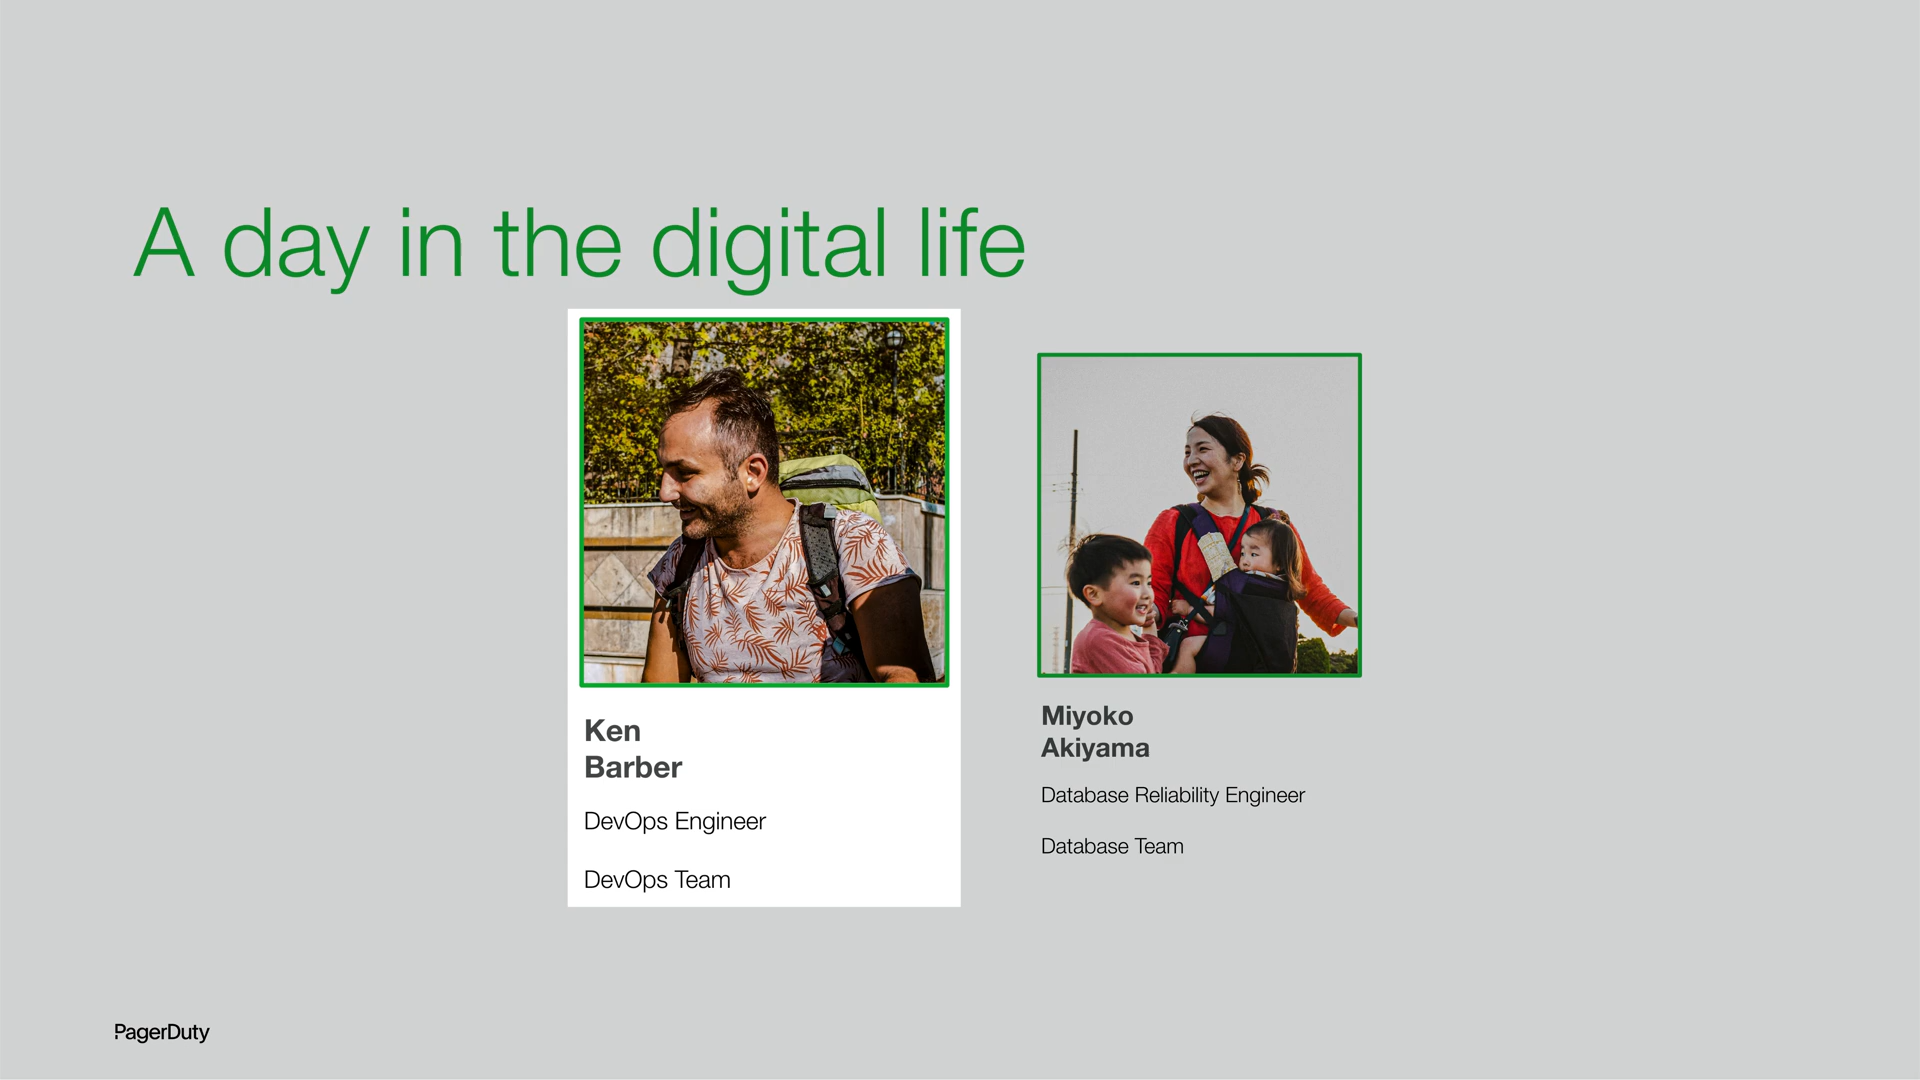 A day in the digital life
Ken
Barber
DevOps Engineer
DevOps Team
Miyoko
Akiyama
Database Reliability Engineer
Database Team
PagerDuty